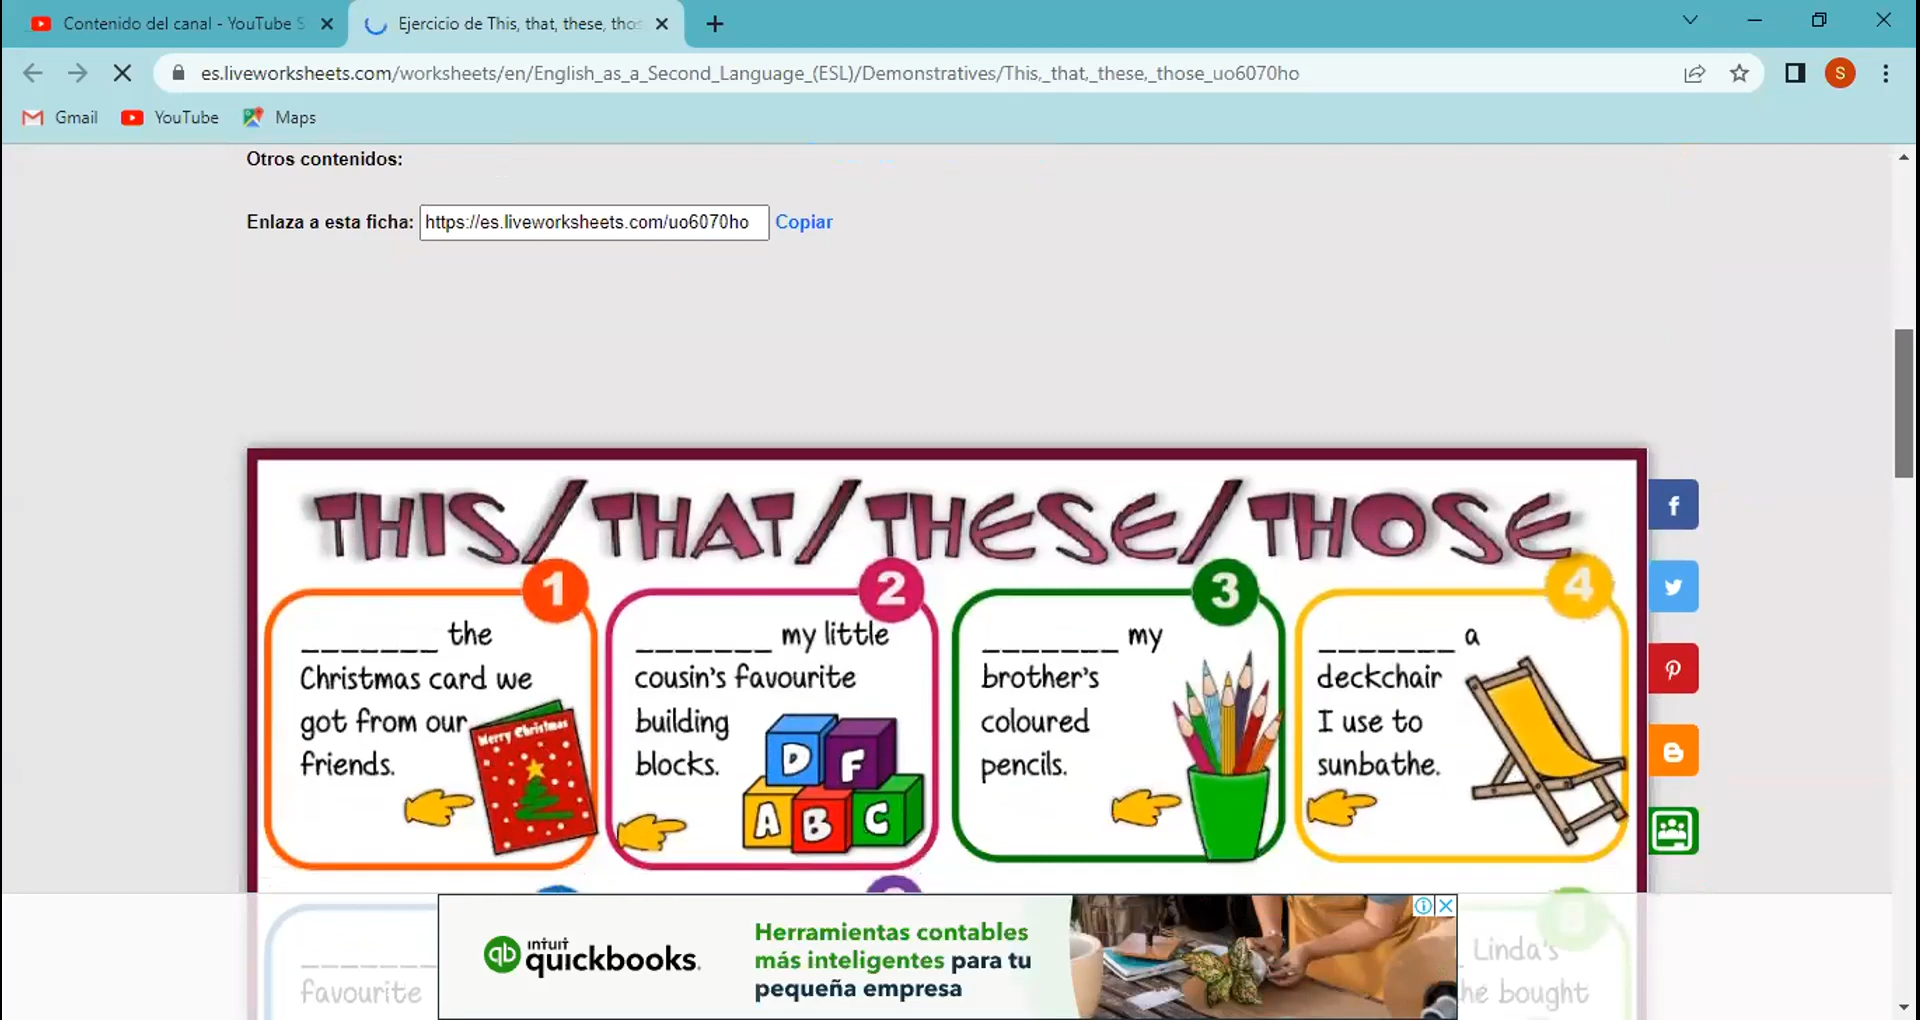 Contenido del canal - YouTube S
Ejercicio de This, that, these, thos
es.liveworksheets.com/worksheets/en/English_as_a_Second_Language_(ESL)/Demonstratives/This,_that,_these,_those_uo6070ho
S
Gmail
YouTube
Maps
Otros contenidos:
Enlaza a esta ficha: https://es.liveworksheets.com/uo6070ho Copiar
THIS/THAT/THESE/THOSE
1
_______ the
Christmas card we
got from our
friends.
Merry Christmas
2
_______ my little
cousin's favourite
building
blocks.
D F
A B C
3
_______ my
brother's
coloured
pencils.
4
_______ a
deckchair
I use to
sunbathe.
favourite
8
Linda's
he bought
qb intuit
quickbooks.
Herramientas contables
más inteligentes para tu
pequeña empresa